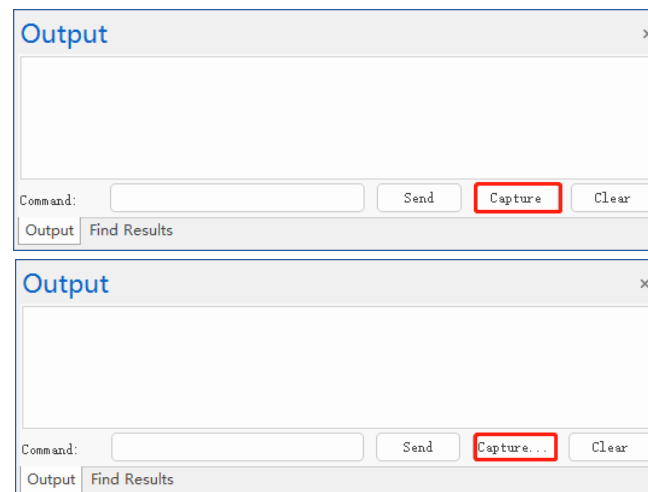 Output ×
Command: Send Capture Clear
Output Find Results
Output ×
Command: Send Capture... Clear
Output Find Results